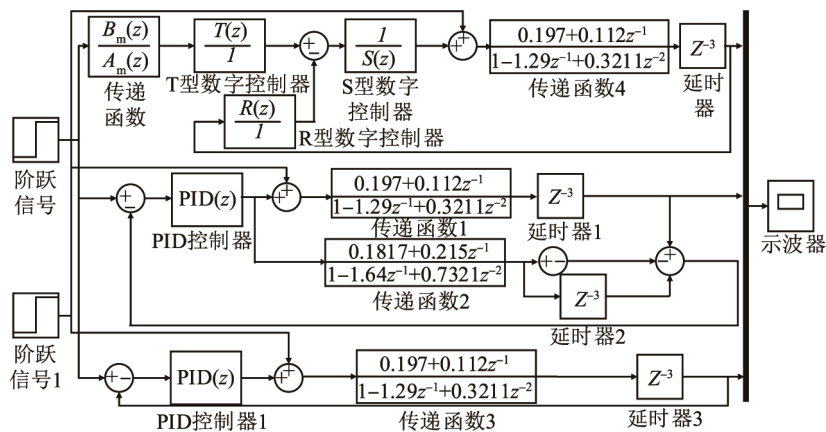 Bm(z)
Am(z)
传递
函数
T(z)
1
T型数字控制器
+
−
1
S(z)
S型数字
控制器
+
+
0.197+0.112z⁻¹
1−1.29z⁻¹+0.3211z⁻²
传递函数4
Z⁻³
延时
器
R(z)
1
R型数字控制器
阶跃
信号
+
−
PID(z)
PID控制器
+
+
0.197+0.112z⁻¹
1−1.29z⁻¹+0.3211z⁻²
传递函数1
Z⁻³
延时器1
示波器
0.1817+0.215z⁻¹
1−1.64z⁻¹+0.7321z⁻²
传递函数2
+−
−+
Z⁻³
延时器2
阶跃
信号1
+−
PID(z)
PID控制器1
+
+
0.197+0.112z⁻¹
1−1.29z⁻¹+0.3211z⁻²
传递函数3
Z⁻³
延时器3